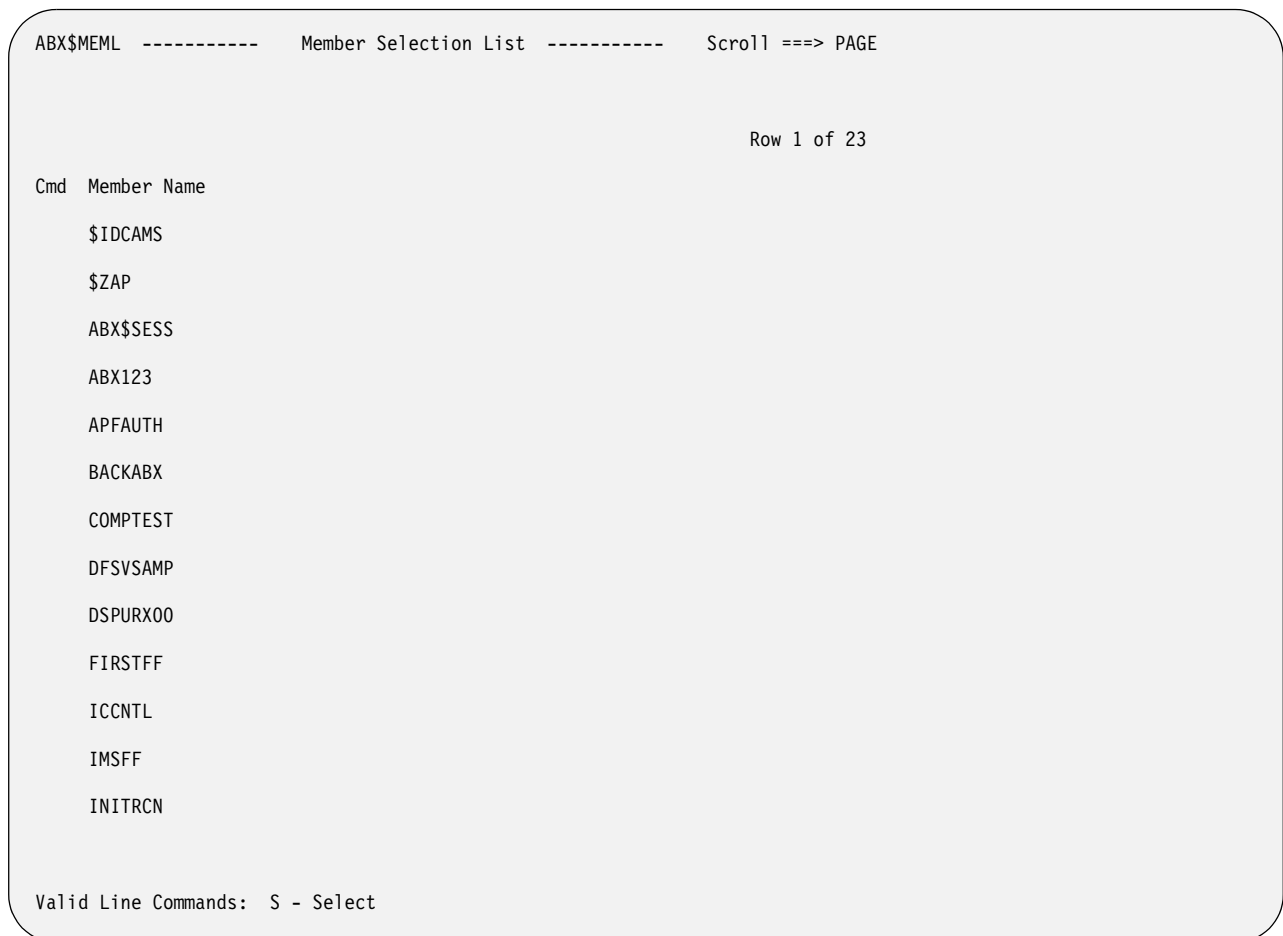 ABX$MEML ----------- Member Selection List ----------- Scroll ===> PAGE
Row 1 of 23
Cmd Member Name
$IDCAMS
$ZAP
ABX$SESS
ABX123
APFAUTH
BACKABX
COMPTEST
DFSVSAMP
DSPURX00
FIRSTFF
ICCNTL
IMSFF
INITRCN
Valid Line Commands: S - Select